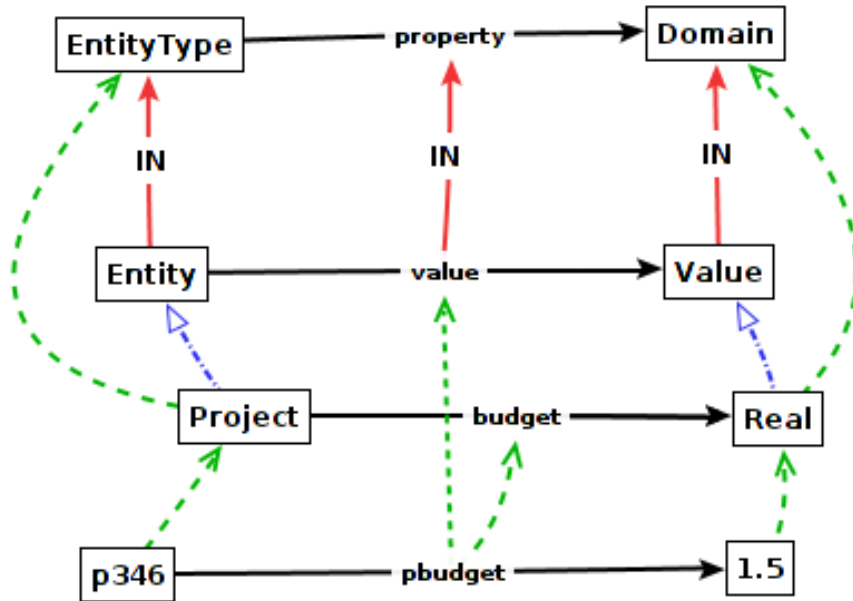 EntityType property Domain
IN IN IN
Entity value Value
Project budget Real
p346 pbudget 1.5